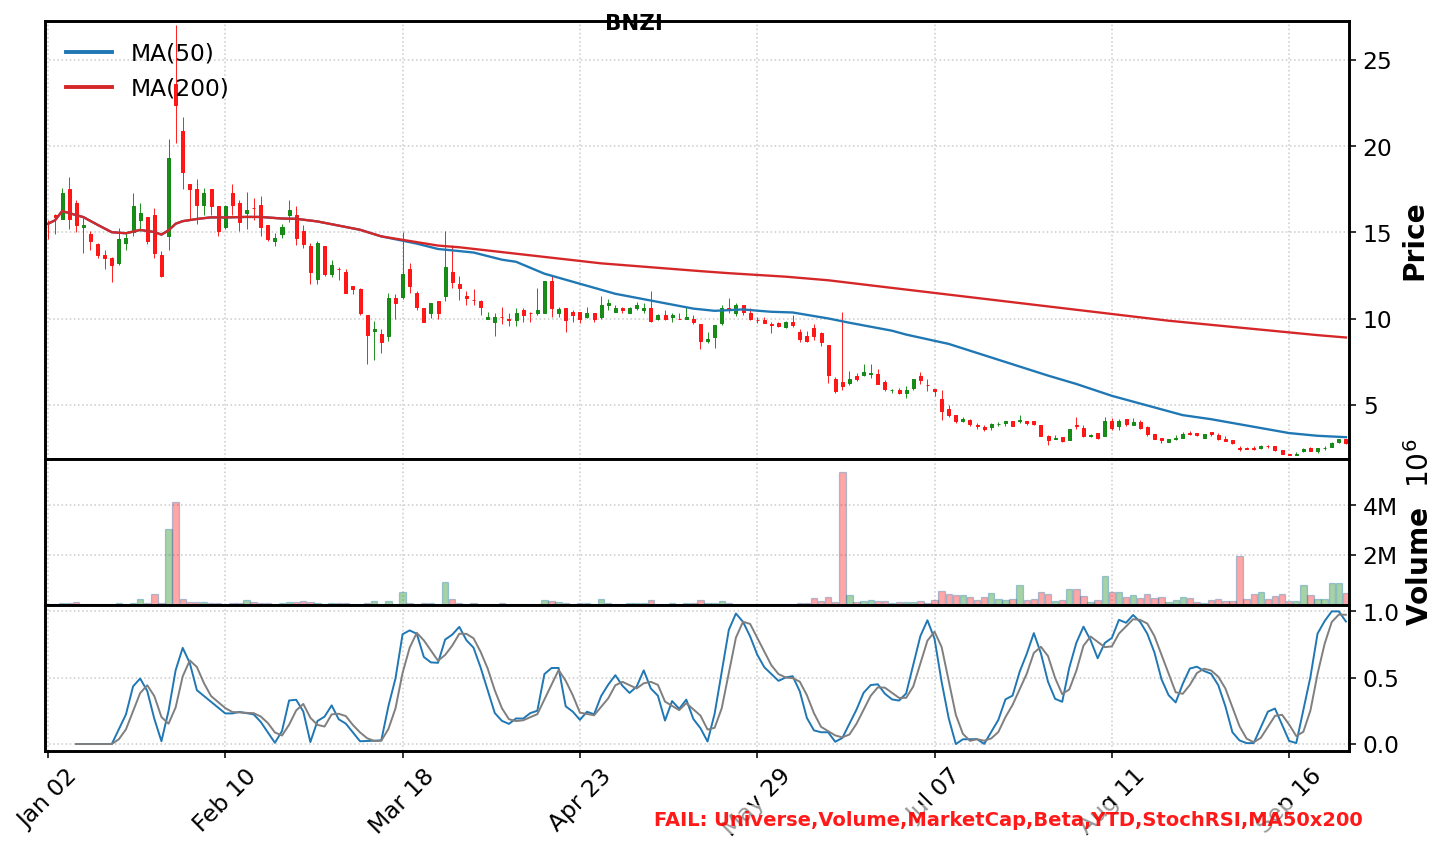 BNZI
MA(50)
MA(200)
25
20
15
10
5
Price
4M
2M
Volume 10^6
1.0
0.5
0.0
Jan 02
Feb 10
Mar 18
Apr 23
May 29
Jul 07
Aug 11
Sep 16
FAIL: Universe,Volume,MarketCap,Beta,YTD,StochRSI,MA50x200